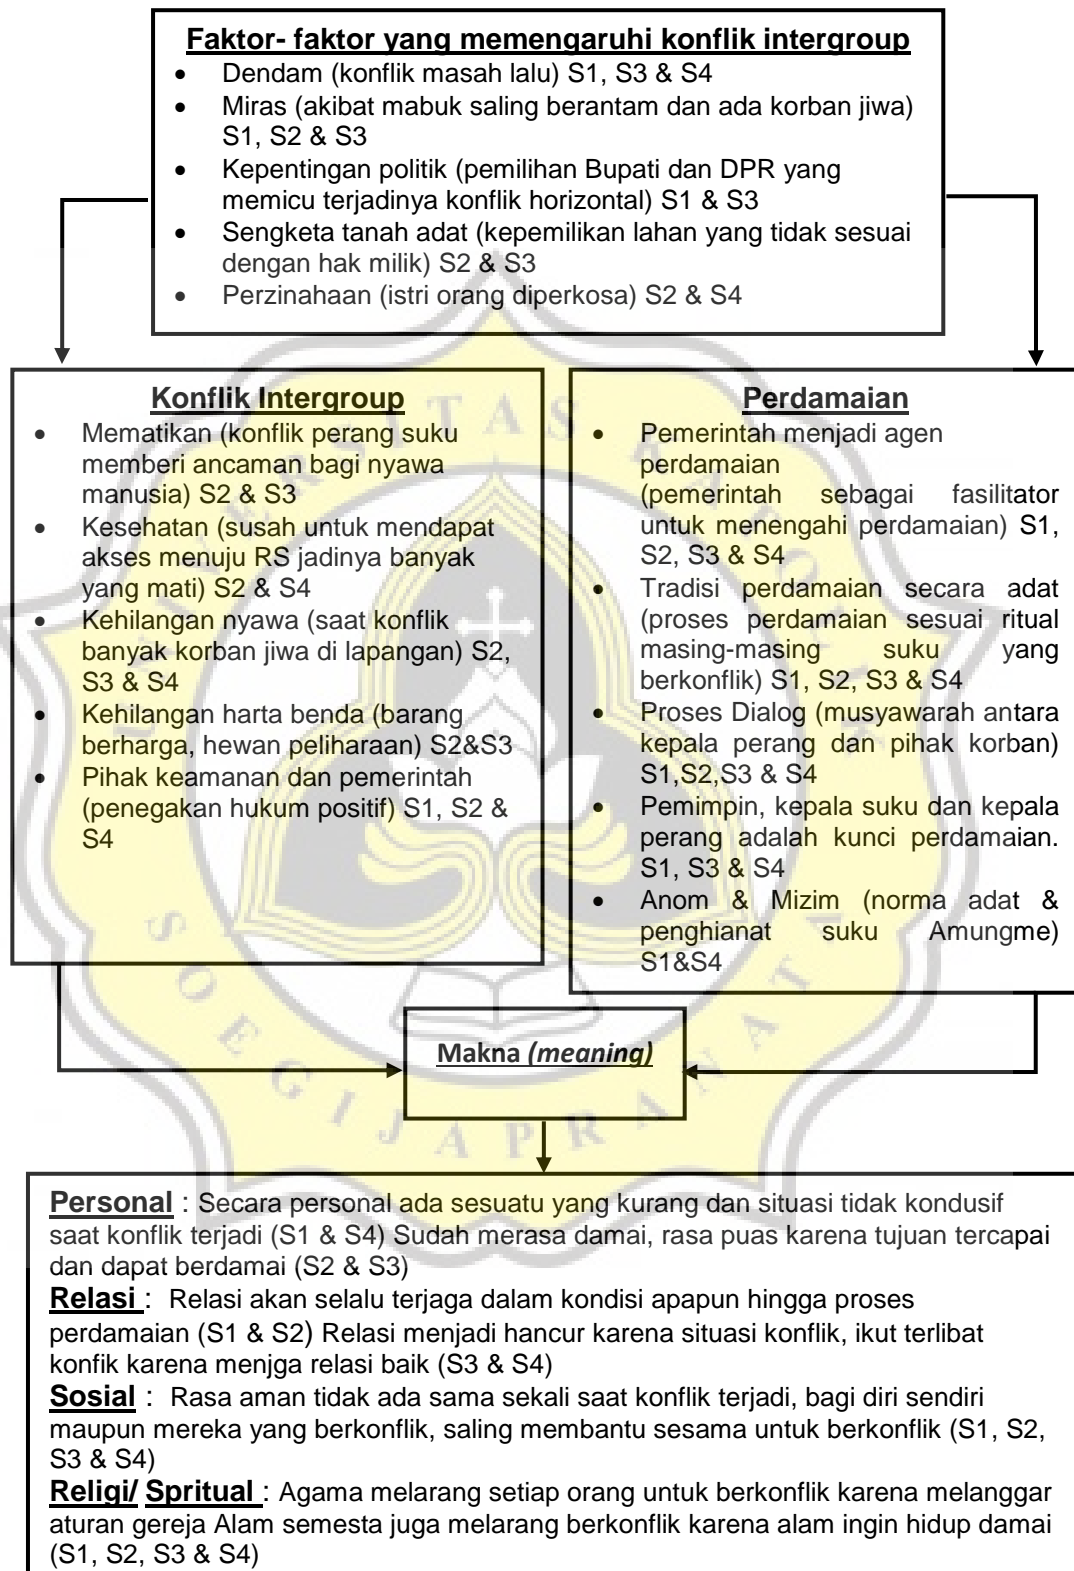 Faktor- faktor yang memengaruhi konflik intergroup
• Dendam (konflik masah lalu) S1, S3 & S4
• Miras (akibat mabuk saling berantam dan ada korban jiwa)
S1, S2 & S3
• Kepentingan politik (pemilihan Bupati dan DPR yang
memicu terjadinya konflik horizontal) S1 & S3
• Sengketa tanah adat (kepemilikan lahan yang tidak sesuai
dengan hak milik) S2 & S3
• Perzinahaan (istri orang diperkosa) S2 & S4
Konflik Intergroup
• Mematikan (konflik perang suku
memberi ancaman bagi nyawa
manusia) S2 & S3
• Kesehatan (susah untuk mendapat
akses menuju RS jadinya banyak
yang mati) S2 & S4
• Kehilangan nyawa (saat konflik
banyak korban jiwa di lapangan) S2,
S3 & S4
• Kehilangan harta benda (barang
berharga, hewan peliharaan) S2&S3
• Pihak keamanan dan pemerintah
(penegakan hukum positif) S1, S2 &
S4
Perdamaian
• Pemerintah menjadi agen
perdamaian
(pemerintah sebagai fasilitator
untuk menengahi perdamaian) S1,
S2, S3 & S4
• Tradisi perdamaian secara adat
(proses perdamaian sesuai ritual
masing-masing suku yang
berkonflik) S1, S2, S3 & S4
• Proses Dialog (musyawarah antara
kepala perang dan pihak korban)
S1,S2,S3 & S4
• Pemimpin, kepala suku dan kepala
perang adalah kunci perdamaian.
S1, S3 & S4
• Anom & Mizim (norma adat &
penghianat suku Amungme)
S1&S4
Makna (meaning)
Personal : Secara personal ada sesuatu yang kurang dan situasi tidak kondusif
saat konflik terjadi (S1 & S4) Sudah merasa damai, rasa puas karena tujuan tercapai
dan dapat berdamai (S2 & S3)
Relasi : Relasi akan selalu terjaga dalam kondisi apapun hingga proses
perdamaian (S1 & S2) Relasi menjadi hancur karena situasi konflik, ikut terlibat
konfik karena menjga relasi baik (S3 & S4)
Sosial : Rasa aman tidak ada sama sekali saat konflik terjadi, bagi diri sendiri
maupun mereka yang berkonflik, saling membantu sesama untuk berkonflik (S1, S2,
S3 & S4)
Religi/ Spritual : Agama melarang setiap orang untuk berkonflik karena melanggar
aturan gereja Alam semesta juga melarang berkonflik karena alam ingin hidup damai
(S1, S2, S3 & S4)
UNIVERSITAS KATOLIK
SOEGIJAPRANATA